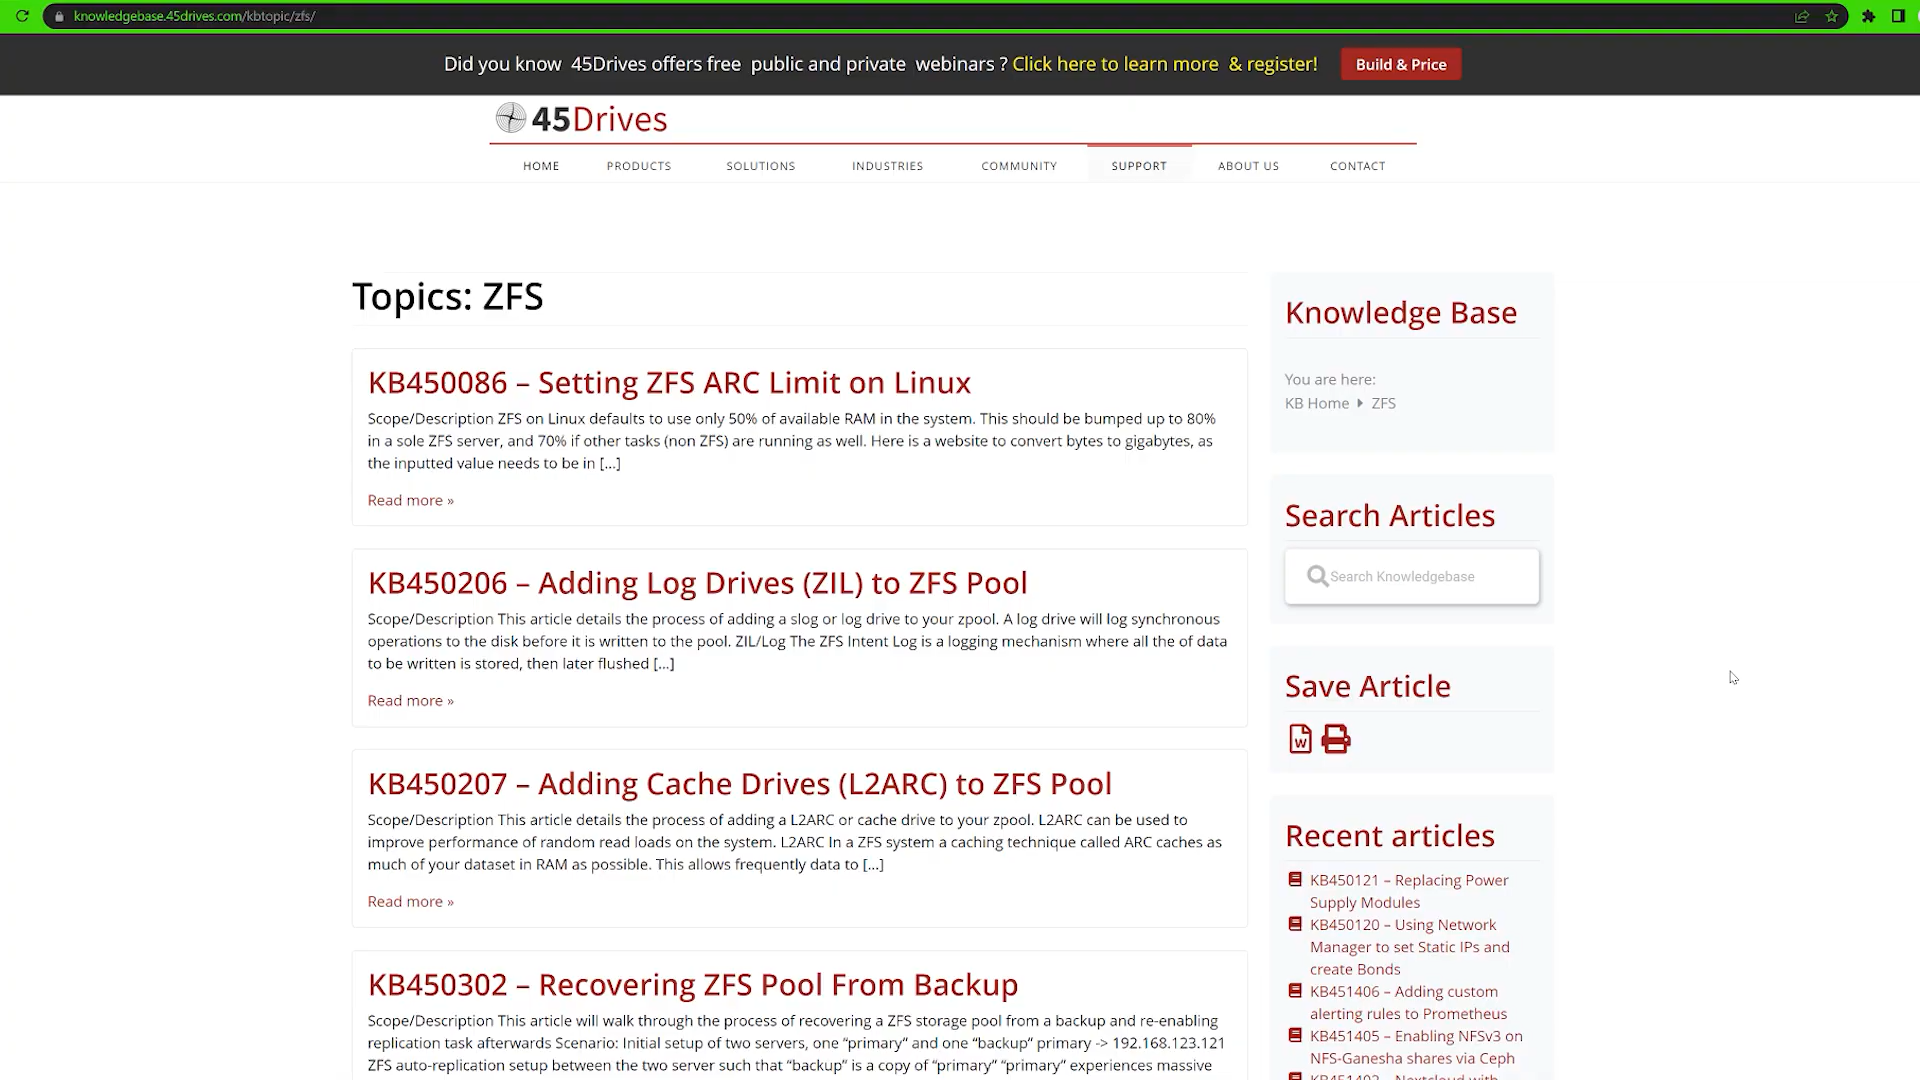 knowledgebase.45drives.com/kbtopic/zfs/
Did you know 45Drives offers free public and private webinars ? Click here to learn more & register!
Build & Price
45Drives
HOME
PRODUCTS
SOLUTIONS
INDUSTRIES
COMMUNITY
SUPPORT
ABOUT US
CONTACT
Topics: ZFS
KB450086 – Setting ZFS ARC Limit on Linux
Scope/Description ZFS on Linux defaults to use only 50% of available RAM in the system. This should be bumped up to 80%
in a sole ZFS server, and 70% if other tasks (non ZFS) are running as well. Here is a website to convert bytes to gigabytes, as
the inputted value needs to be in [...]
Read more »
KB450206 – Adding Log Drives (ZIL) to ZFS Pool
Scope/Description This article details the process of adding a slog or log drive to your zpool. A log drive will log synchronous
operations to the disk before it is written to the pool. ZIL/Log The ZFS Intent Log is a logging mechanism where all the of data
to be written is stored, then later flushed [...]
Read more »
KB450207 – Adding Cache Drives (L2ARC) to ZFS Pool
Scope/Description This article details the process of adding a L2ARC or cache drive to your zpool. L2ARC can be used to
improve performance of random read loads on the system. L2ARC In a ZFS system a caching technique called ARC caches as
much of your dataset in RAM as possible. This allows frequently data to [...]
Read more »
KB450302 – Recovering ZFS Pool From Backup
Scope/Description This article will walk through the process of recovering a ZFS storage pool from a backup and re-enabling
replication task afterwards Scenario: Initial setup of two servers, one “primary” and one “backup” primary -> 192.168.123.121
ZFS auto-replication setup between the two server such that “backup” is a copy of “primary” “primary” experiences massive
Knowledge Base
You are here:
KB Home
ZFS
Search Articles
Search Knowledgebase
Save Article
W
Recent articles
KB450121 – Replacing Power
Supply Modules
KB450120 – Using Network
Manager to set Static IPs and
create Bonds
KB451406 – Adding custom
alerting rules to Prometheus
KB451405 – Enabling NFSv3 on
NFS-Ganesha shares via Ceph